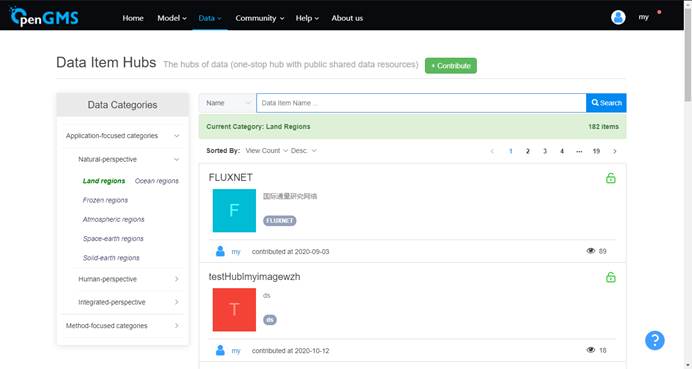 OpenGMS Home Model Data Community Help About us my
Data Item Hubs The hubs of data (one-stop hub with public shared data resources) + Contribute
Data Categories
Application-focused categories
Natural-perspective
Land regions Ocean regions
Frozen regions
Atmospheric regions
Space-earth regions
Solid-earth regions
Human-perspective
Integrated-perspective
Method-focused categories
Name Data Item Name ... Search
Current Category: Land Regions 182 items
Sorted By: View Count Desc. < 1 2 3 4 ··· 19 >
FLUXNET
F
国际通量研究网络
FLUXNET
my contributed at 2020-09-03 89
testHublmyimagewzh
T
ds
ds
my contributed at 2020-10-12 18
?